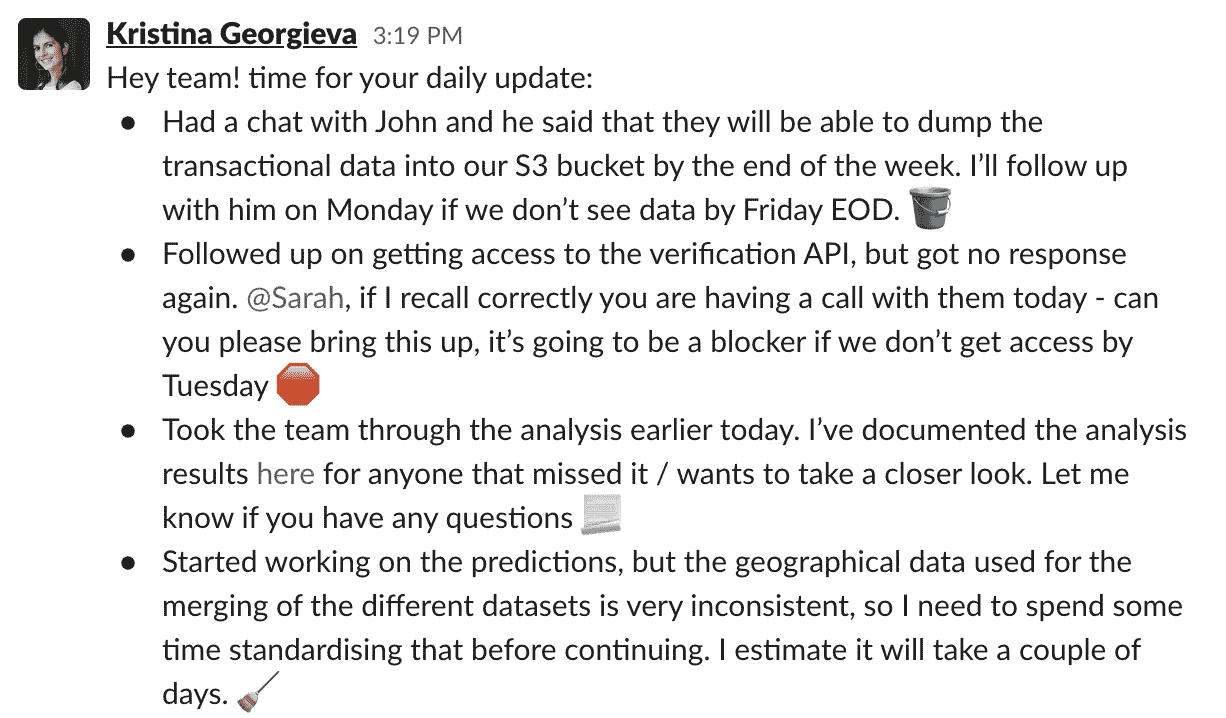 Kristina Georgieva 3:19 PM
Hey team! time for your daily update:
● Had a chat with John and he said that they will be able to dump the
transactional data into our S3 bucket by the end of the week. I’ll follow up
with him on Monday if we don’t see data by Friday EOD.
● Followed up on getting access to the verification API, but got no response
again. @Sarah, if I recall correctly you are having a call with them today - can
you please bring this up, it’s going to be a blocker if we don’t get access by
Tuesday
● Took the team through the analysis earlier today. I’ve documented the analysis
results here for anyone that missed it / wants to take a closer look. Let me
know if you have any questions
● Started working on the predictions, but the geographical data used for the
merging of the different datasets is very inconsistent, so I need to spend some
time standardising that before continuing. I estimate it will take a couple of
days.